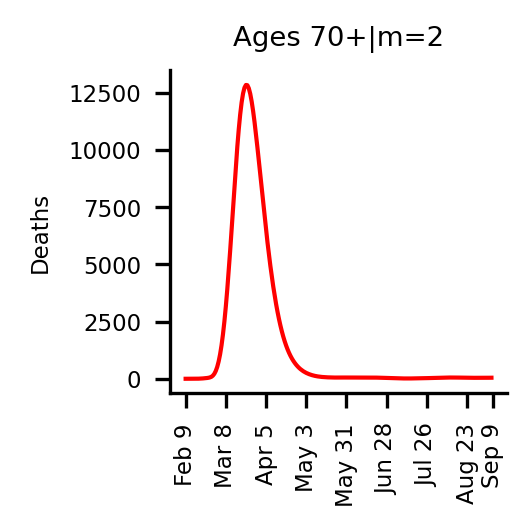 Ages 70+|m=2
Deaths
12500
10000
7500
5000
2500
0
Feb 9
Mar 8
Apr 5
May 3
May 31
Jun 28
Jul 26
Aug 23
Sep 9